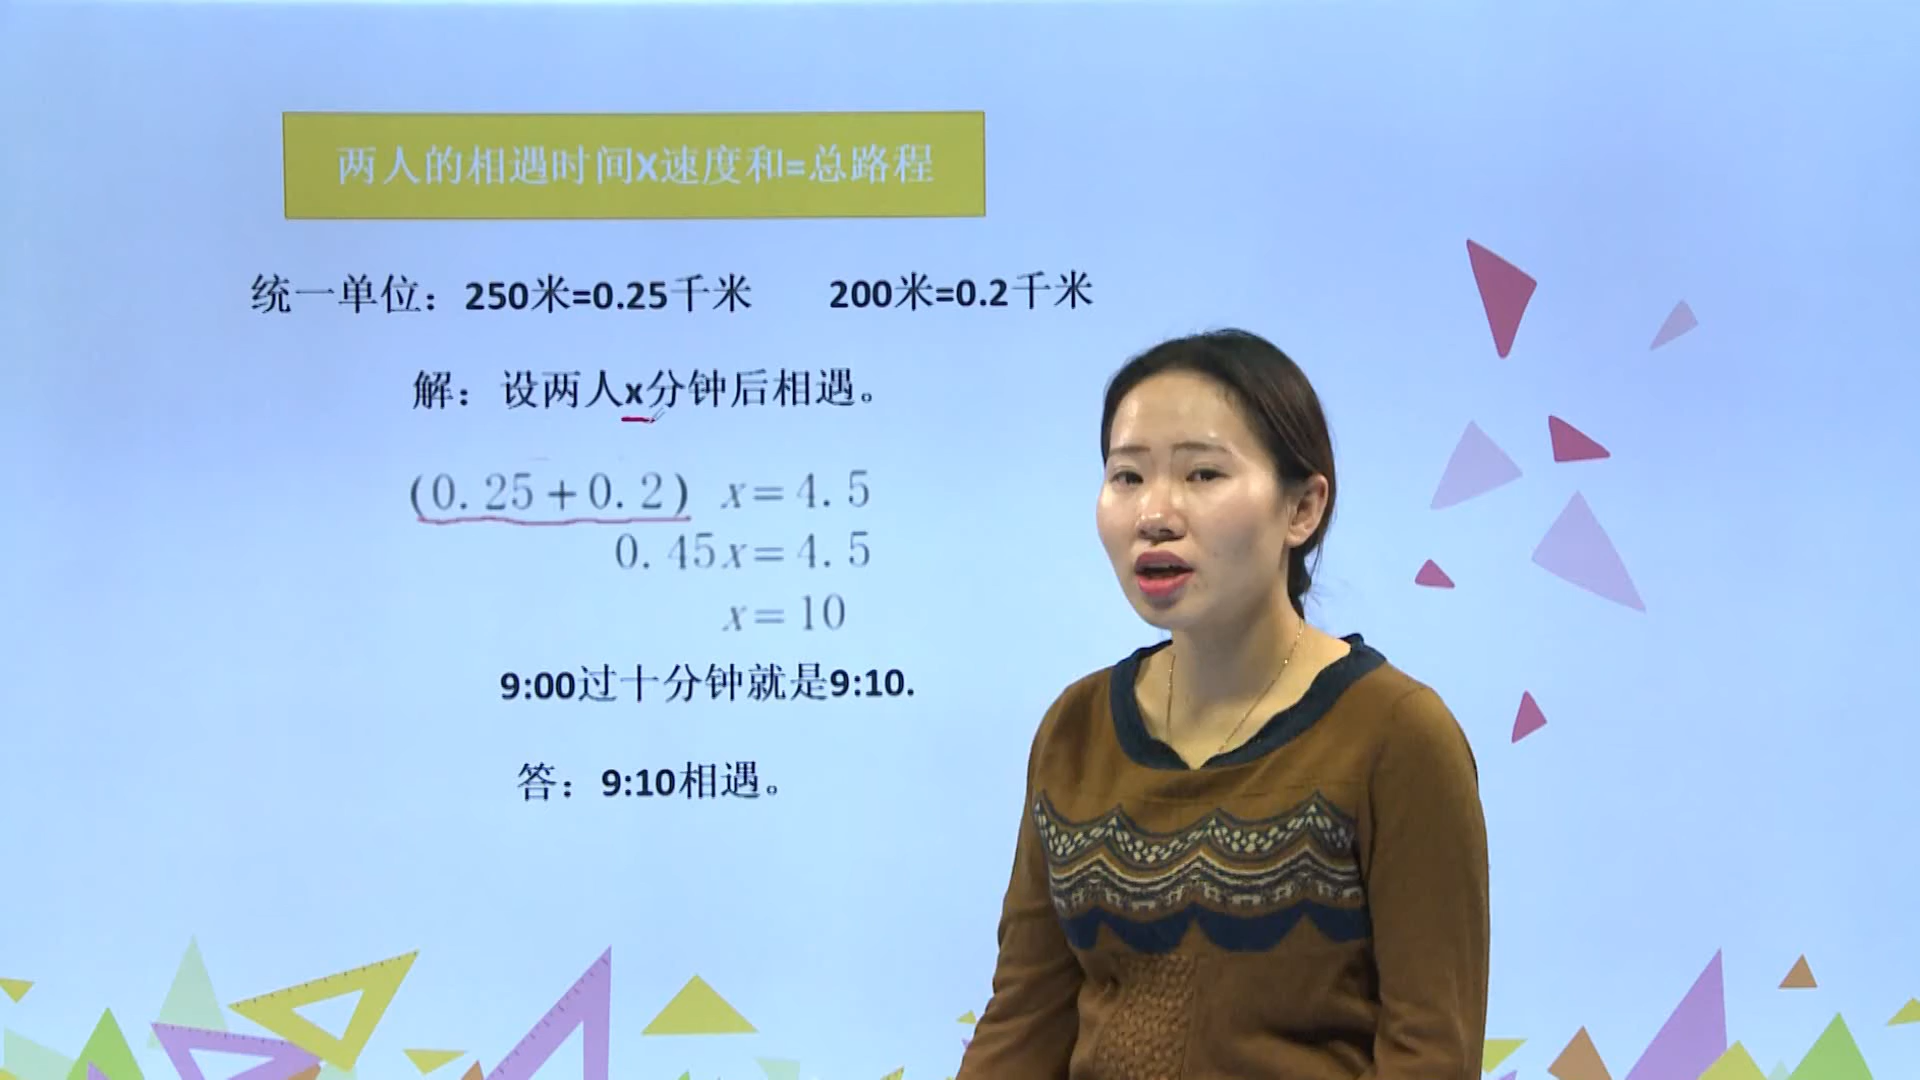 两人的相遇时间X速度和=总路程
统一单位：250米=0.25千米 200米=0.2千米
解：设两人x分钟后相遇。
(0.25+0.2) x=4.5
0.45x=4.5
x=10
9:00过十分钟就是9:10.
答：9:10相遇。